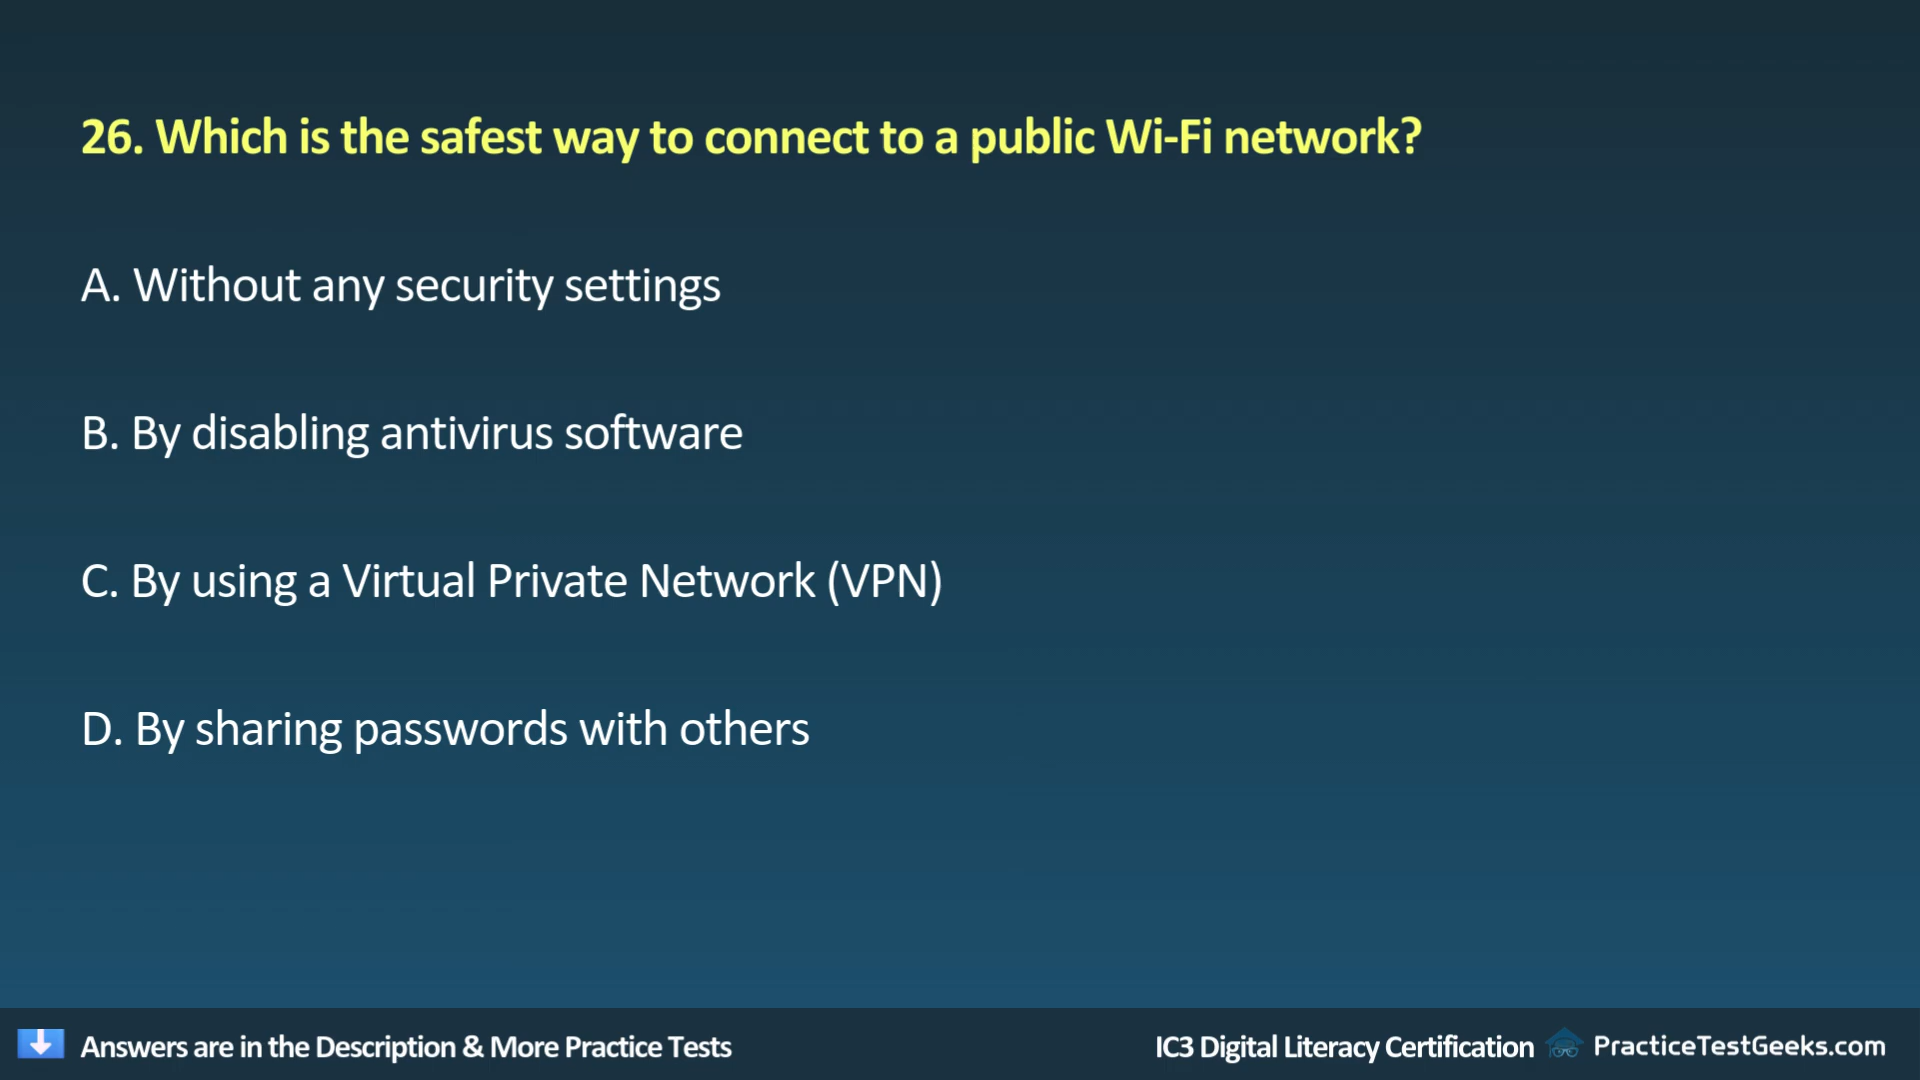 26. Which is the safest way to connect to a public Wi-Fi network?
A. Without any security settings
B. By disabling antivirus software
C. By using a Virtual Private Network (VPN)
D. By sharing passwords with others
Answers are in the Description & More Practice Tests
IC3 Digital Literacy Certification
PracticeTestGeeks.com